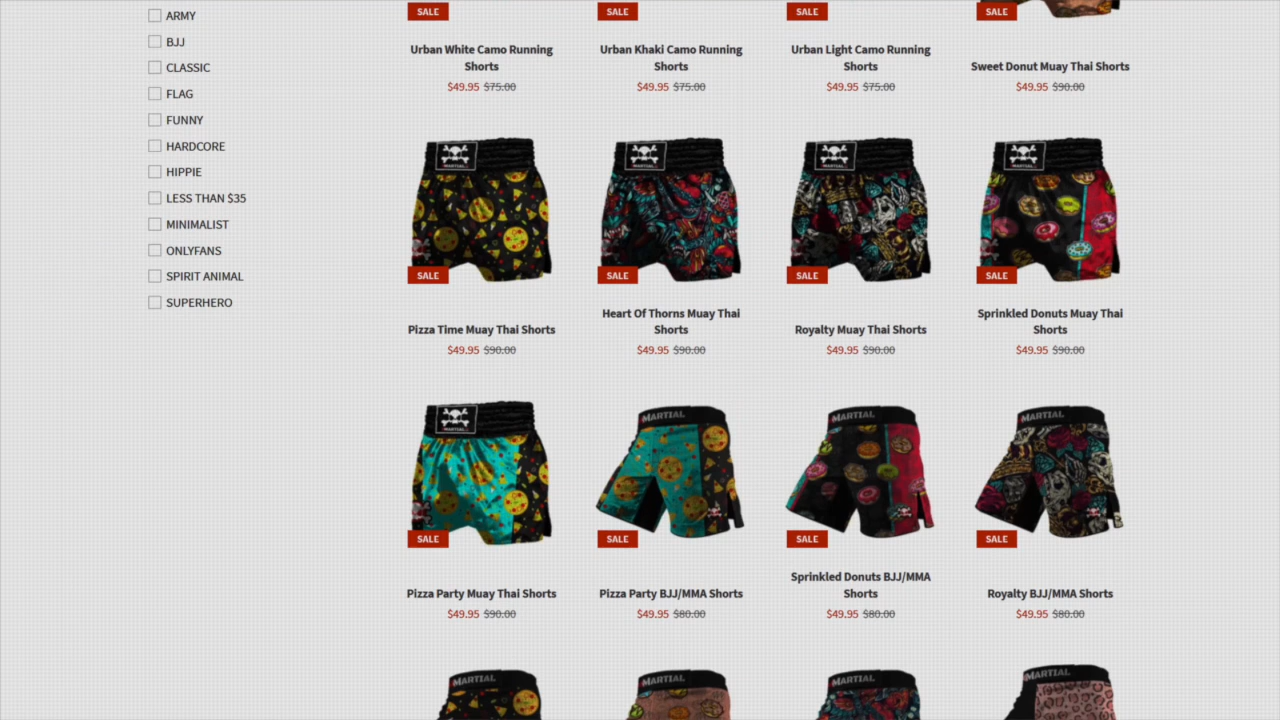 ARMY
BJJ
CLASSIC
FLAG
FUNNY
HARDCORE
HIPPIE
LESS THAN $35
MINIMALIST
ONLYFANS
SPIRIT ANIMAL
SUPERHERO
SALE SALE SALE SALE
Urban White Camo Running Shorts
$49.95 $75.00
Urban Khaki Camo Running Shorts
$49.95 $75.00
Urban Light Camo Running Shorts
$49.95 $75.00
Sweet Donut Muay Thai Shorts
$49.95 $90.00
MARTIAL
MARTIAL
MARTIAL
MARTIAL
SALE SALE SALE SALE
Pizza Time Muay Thai Shorts
$49.95 $90.00
Heart Of Thorns Muay Thai Shorts
$49.95 $90.00
Royalty Muay Thai Shorts
$49.95 $90.00
Sprinkled Donuts Muay Thai Shorts
$49.95 $90.00
MARTIAL
MARTIAL
MARTIAL
MARTIAL
SALE SALE SALE SALE
Pizza Party Muay Thai Shorts
$49.95 $90.00
Pizza Party BJJ/MMA Shorts
$49.95 $80.00
Sprinkled Donuts BJJ/MMA Shorts
$49.95 $80.00
Royalty BJJ/MMA Shorts
$49.95 $80.00
MARTIAL
MARTIAL
MARTIAL
MARTIAL